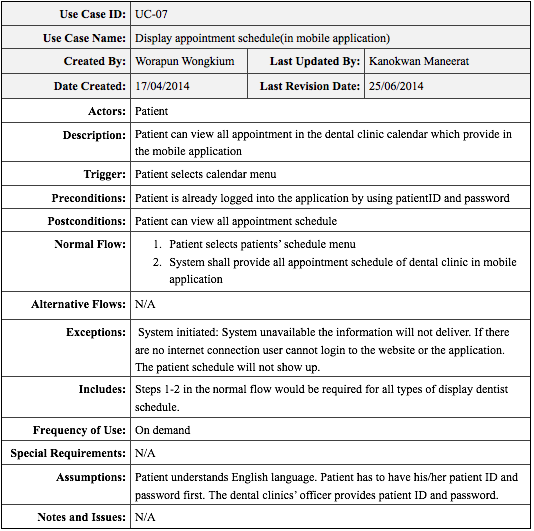 Use Case ID: UC-07
Use Case Name: Display appointment schedule(in mobile application)
Created By: Worapun Wongkium Last Updated By: Kanokwan Maneerat
Date Created: 17/04/2014 Last Revision Date: 25/06/2014
Actors: Patient
Description: Patient can view all appointment in the dental clinic calendar which provide in
the mobile application
Trigger: Patient selects calendar menu
Preconditions: Patient is already logged into the application by using patientID and password
Postconditions: Patient can view all appointment schedule
Normal Flow: 1. Patient selects patients' schedule menu
2. System shall provide all appointment schedule of dental clinic in mobile
application
Alternative Flows: N/A
Exceptions: System initiated: System unavailable the information will not deliver. If there
are no internet connection user cannot login to the website or the application.
The patient schedule will not show up.
Includes: Steps 1-2 in the normal flow would be required for all types of display dentist
schedule.
Frequency of Use: On demand
Special Requirements: N/A
Assumptions: Patient understands English language. Patient has to have his/her patient ID and
password first. The dental clinics' officer provides patient ID and password.
Notes and Issues: N/A